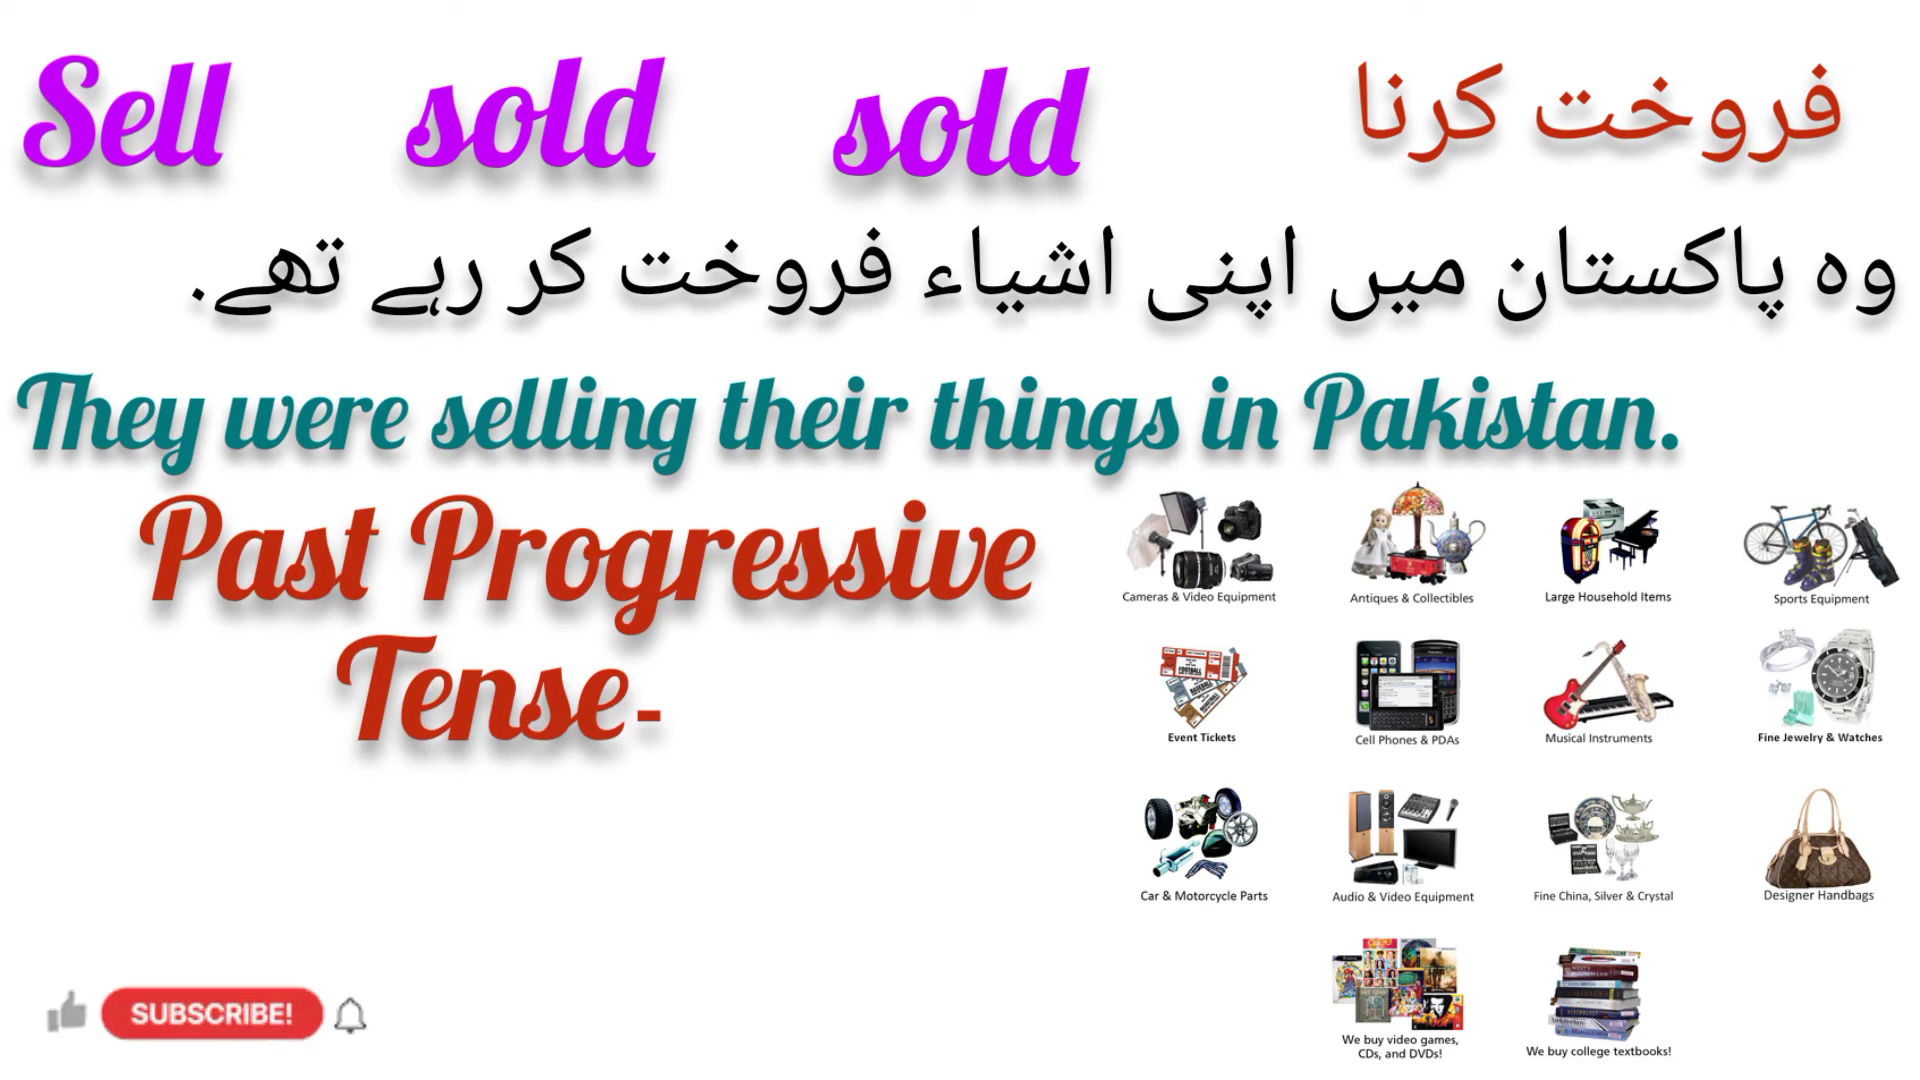 Sell sold sold فروخت کرنا
وہ پاکستان میں اپنی اشیاء فروخت کر رہے تھے.
They were selling their things in Pakistan.
Past Progressive
Tense-
Cameras & Video Equipment
Antiques & Collectibles
Large Household Items
Sports Equipment
Event Tickets
Cell Phones & PDAs
Musical Instruments
Fine Jewelry & Watches
Car & Motorcycle Parts
Audio & Video Equipment
Fine China, Silver & Crystal
Designer Handbags
We buy video games,
CDs, and DVDs!
We buy college textbooks!
SUBSCRIBE!